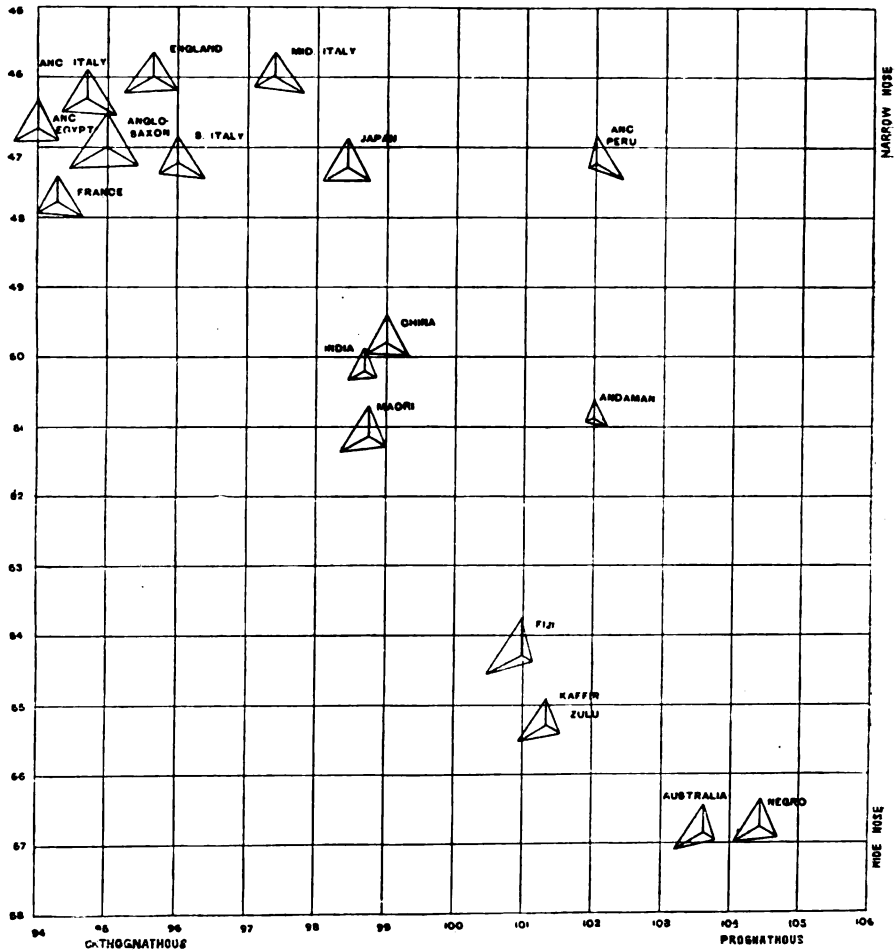 45
ENGLAND
MID. ITALY
ANC ITALY
46
NARROW NOSE
ANC EGYPT
ANGLO-SAXON
S. ITALY
JAPAN
ANC PERU
47
FRANCE
48
49
CHINA
INDIA
50
ANDAMAN
MAORI
51
52
53
FIJI
54
KAFFIR
ZULU
55
56
AUSTRALIA
NEGRO
WIDE NOSE
57
58
94 95 96 97 98 99 100 101 102 103 104 105 106
ORTHOGNATHOUS
PROGNATHOUS